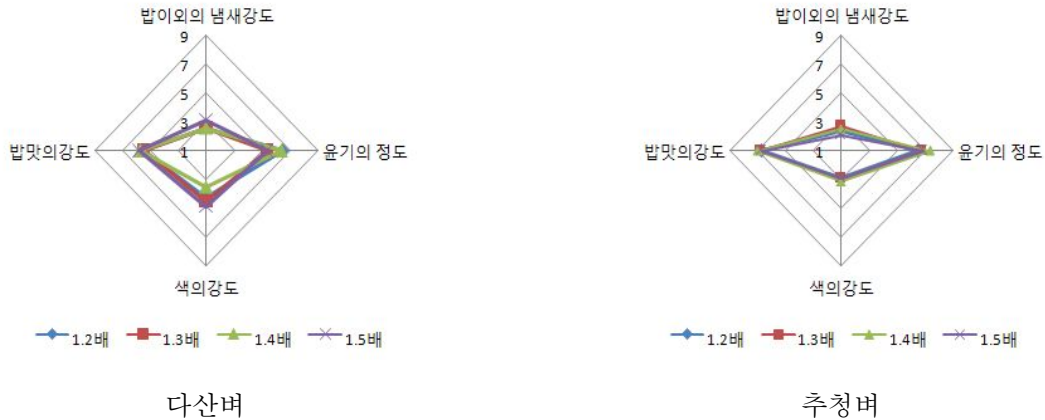 밥이외의 냄새강도
9
7
5
3
1
밥맛의강도
윤기의 정도
색의강도
1.2배 1.3배 1.4배 1.5배
다산벼
밥이외의 냄새강도
9
7
5
3
1
밥맛의강도
윤기의 정도
색의강도
1.2배 1.3배 1.4배 1.5배
추청벼